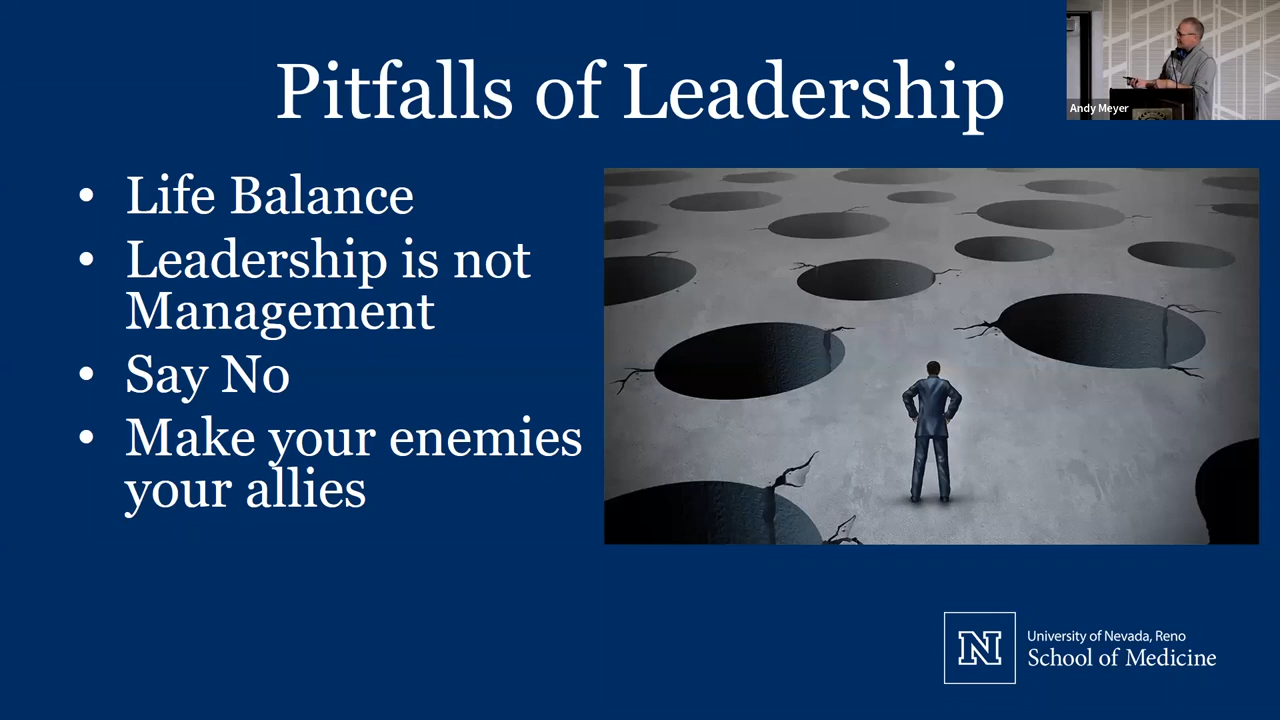 Pitfalls of Leadership
Andy Meyer
• Life Balance
• Leadership is not
Management
• Say No
• Make your enemies
your allies
N
University of Nevada, Reno
School of Medicine